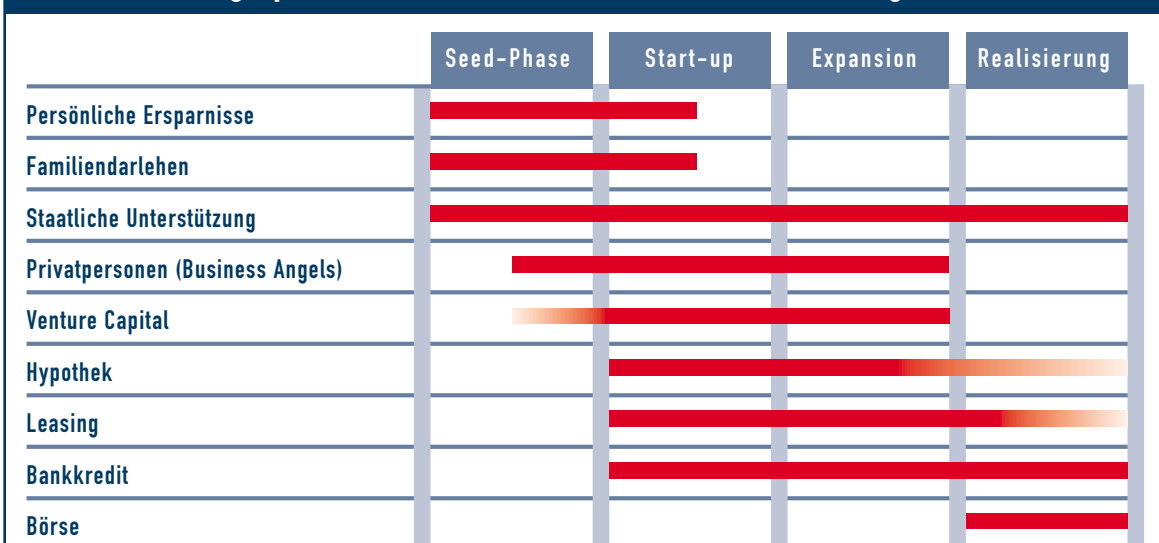 Seed-Phase Start-up Expansion Realisierung
Persönliche Ersparnisse
Familiendarlehen
Staatliche Unterstützung
Privatpersonen (Business Angels)
Venture Capital
Hypothek
Leasing
Bankkredit
Börse